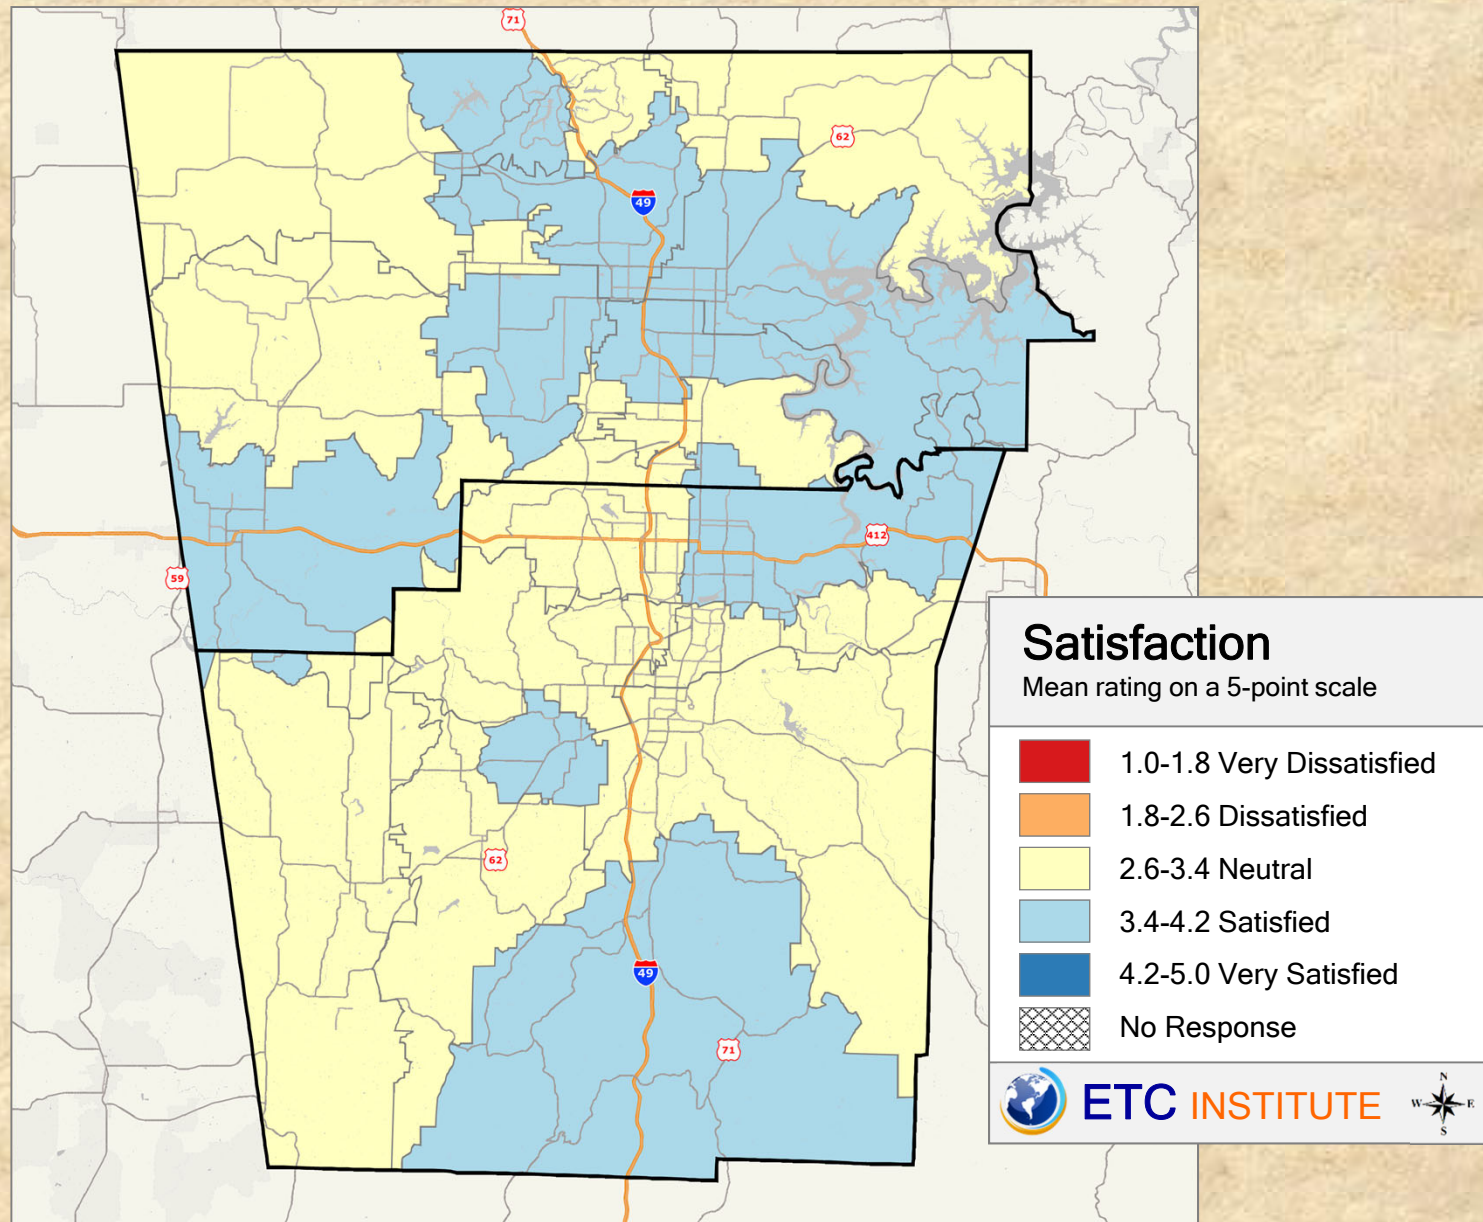 71
62
49
412
59
62
49
71
Satisfaction
Mean rating on a 5-point scale
1.0-1.8 Very Dissatisfied
1.8-2.6 Dissatisfied
2.6-3.4 Neutral
3.4-4.2 Satisfied
4.2-5.0 Very Satisfied
No Response
ETC INSTITUTE
N
W E
S